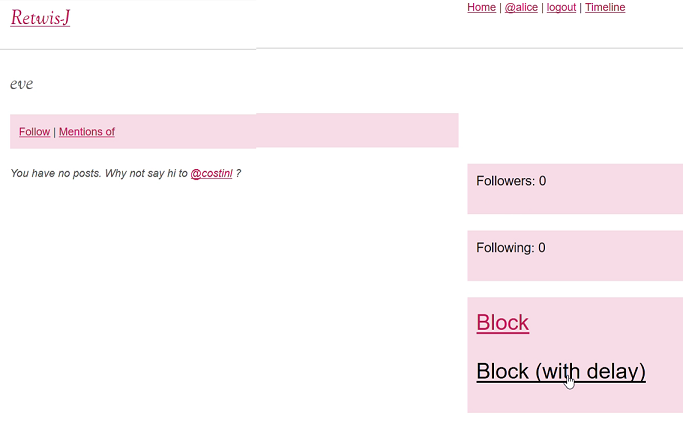 Retwis-J
Home | @alice | logout | Timeline
eve
Follow | Mentions of
You have no posts. Why not say hi to @costinl ?
Followers: 0
Following: 0
Block
Block (with delay)